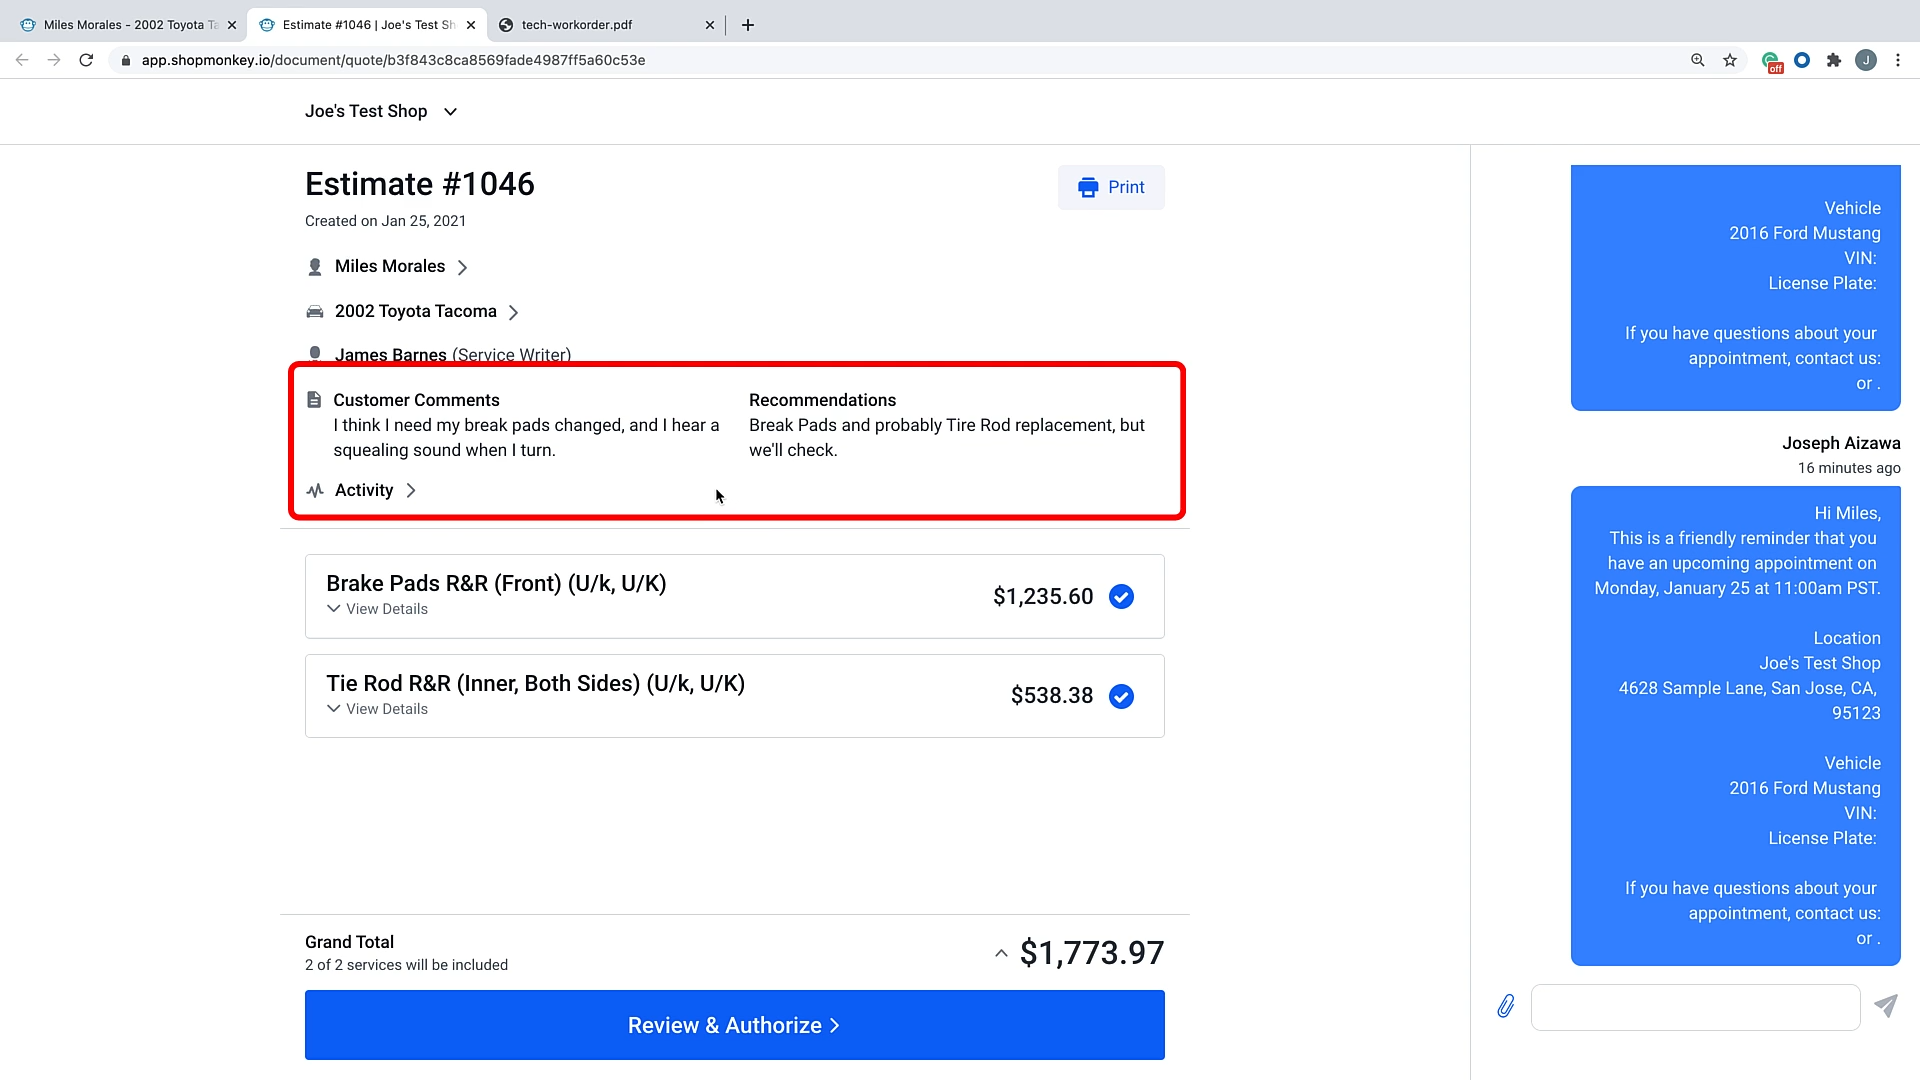 Miles Morales - 2002 Toyota Ta
Estimate #1046 | Joe's Test Sh
tech-workorder.pdf
app.shopmonkey.io/document/quote/b3f843c8ca8569fade4987ff5a60c53e
off
J
Joe's Test Shop
Estimate #1046
Print
Created on Jan 25, 2021
Miles Morales
2002 Toyota Tacoma
James Barnes (Service Writer)
Customer Comments
I think I need my break pads changed, and I hear a
squealing sound when I turn.
Recommendations
Break Pads and probably Tire Rod replacement, but
we'll check.
Activity
Brake Pads R&R (Front) (U/k, U/K)
View Details
$1,235.60
Tie Rod R&R (Inner, Both Sides) (U/k, U/K)
View Details
$538.38
Grand Total
2 of 2 services will be included
$1,773.97
Review & Authorize
Vehicle
2016 Ford Mustang
VIN:
License Plate:
If you have questions about your
appointment, contact us:
or .
Joseph Aizawa
16 minutes ago
Hi Miles,
This is a friendly reminder that you
have an upcoming appointment on
Monday, January 25 at 11:00am PST.
Location
Joe's Test Shop
4628 Sample Lane, San Jose, CA,
95123
Vehicle
2016 Ford Mustang
VIN:
License Plate:
If you have questions about your
appointment, contact us:
or .